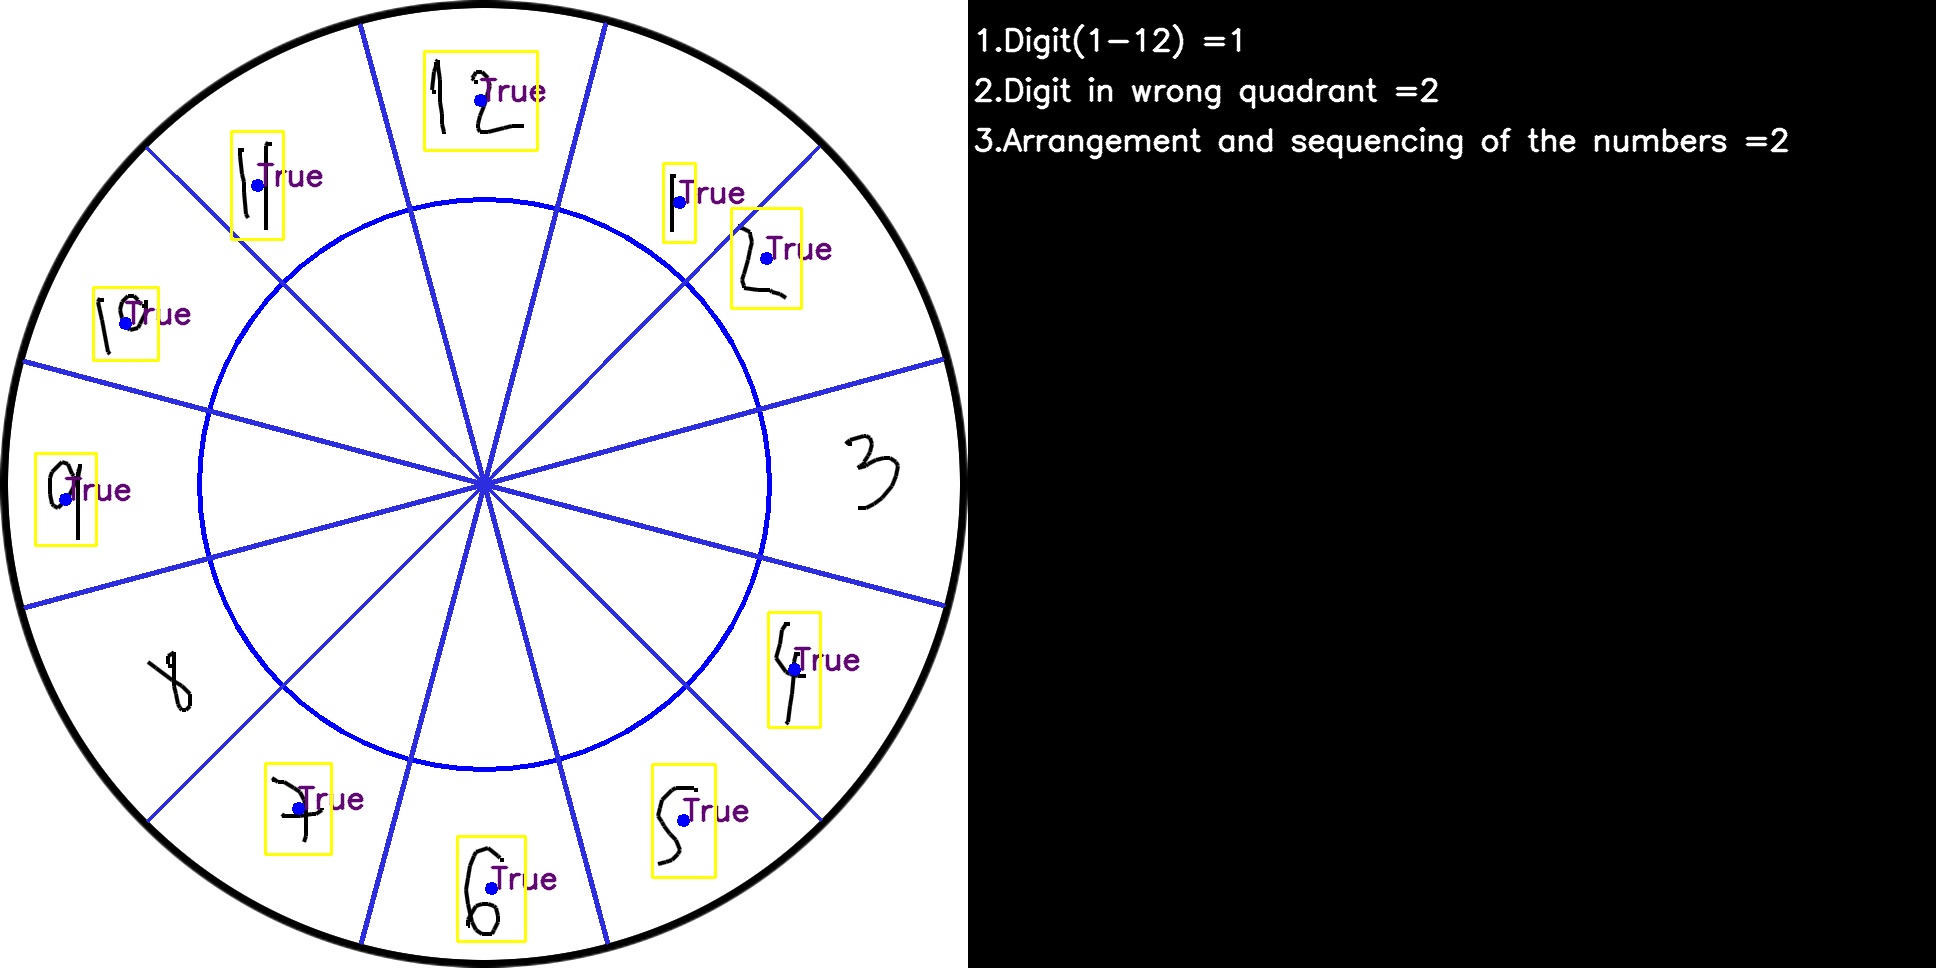 12 True
11 True
1 True
2 True
10 True
3
9 True
4 True
8
7 True
5 True
6 True
1.Digit(1-12) =1
2.Digit in wrong quadrant =2
3.Arrangement and sequencing of the numbers =2